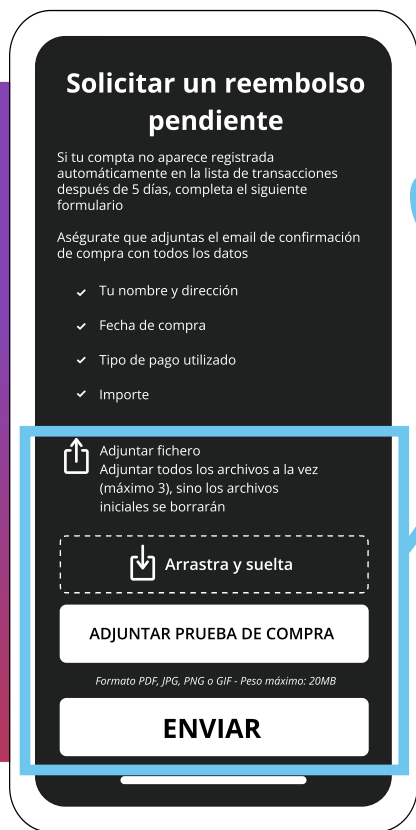 Solicitar un reembolso
pendiente
Si tu compta no aparece registrada
automáticamente en la lista de transacciones
después de 5 días, completa el siguiente
formulario
Aségurate que adjuntas el email de confirmación
de compra con todos los datos
Tu nombre y dirección
Fecha de compra
Tipo de pago utilizado
Importe
Adjuntar fichero
Adjuntar todos los archivos a la vez
(máximo 3), sino los archivos
iniciales se borrarán
Arrastra y suelta
ADJUNTAR PRUEBA DE COMPRA
Formato PDF, JPG, PNG o GIF - Peso máximo: 20MB
ENVIAR